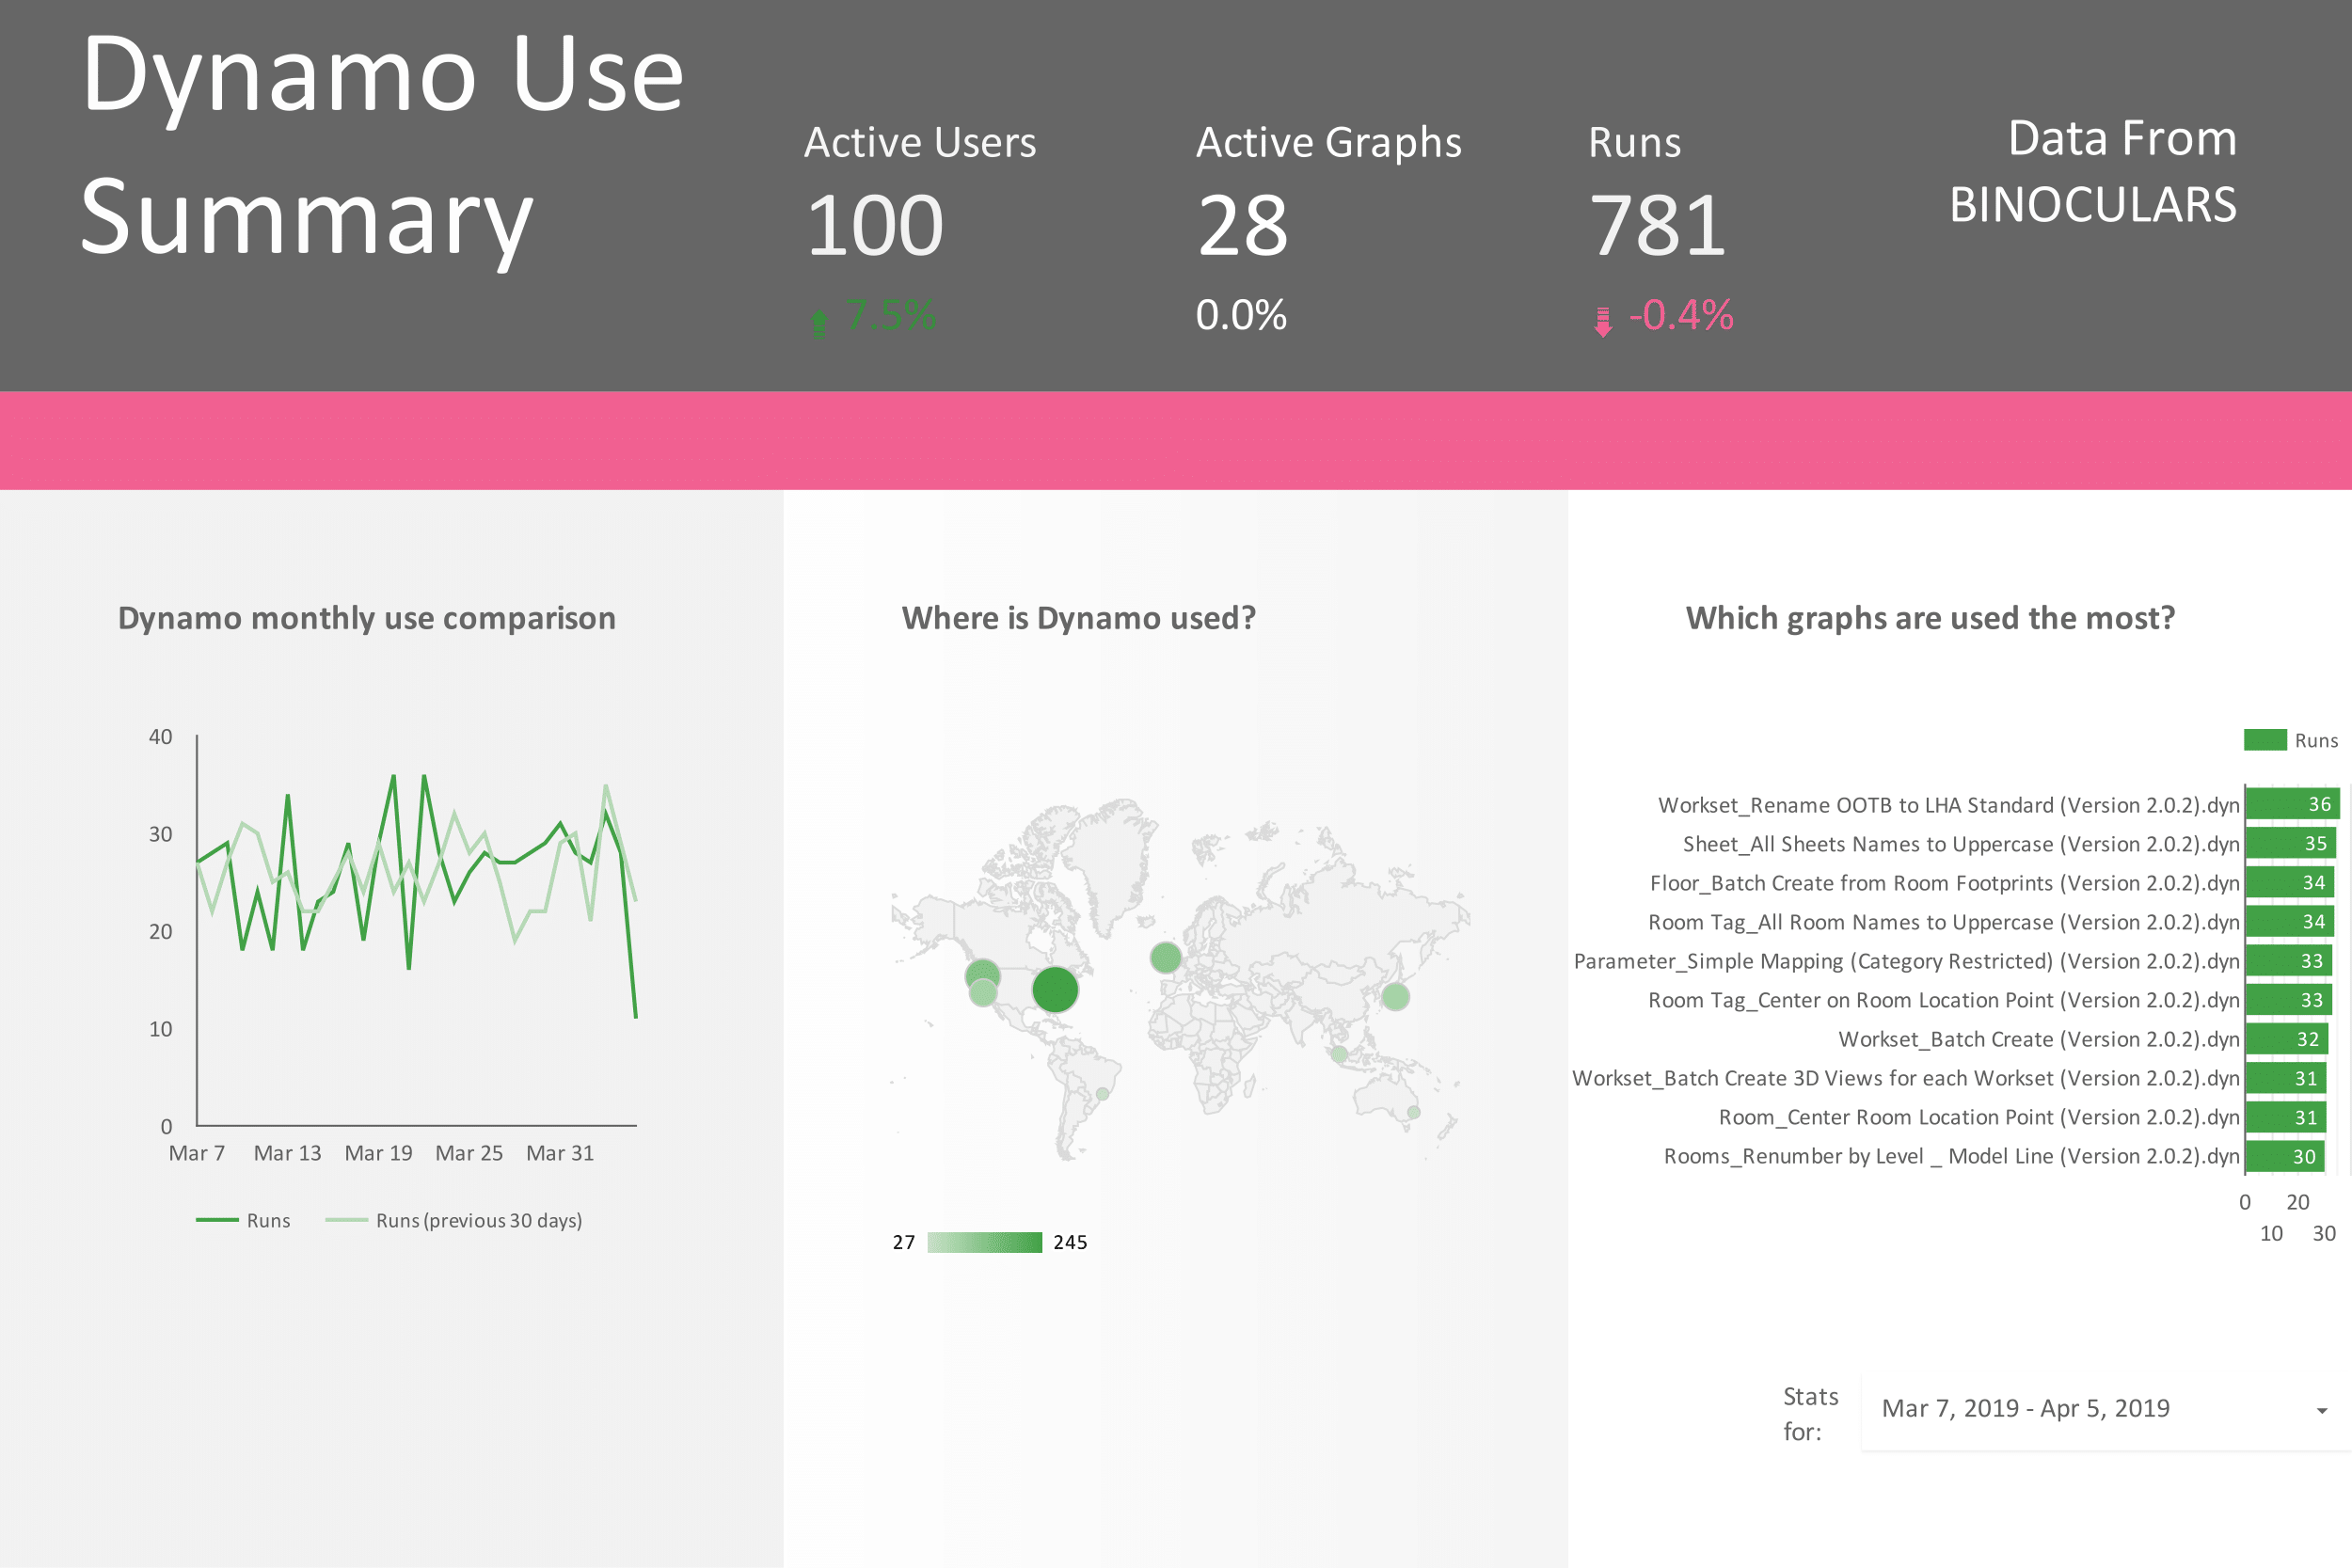 Dynamo Use
Summary
Active Users
100
7.5%
Active Graphs
28
0.0%
Runs
781
-0.4%
Data From
BINOCULARS
Dynamo monthly use comparison
40
30
20
10
0
Mar 7 Mar 13 Mar 19 Mar 25 Mar 31
Runs Runs (previous 30 days)
Where is Dynamo used?
27 245
Which graphs are used the most?
Runs
Workset_Rename OOTB to LHA Standard (Version 2.0.2).dyn 36
Sheet_All Sheets Names to Uppercase (Version 2.0.2).dyn 35
Floor_Batch Create from Room Footprints (Version 2.0.2).dyn 34
Room Tag_All Room Names to Uppercase (Version 2.0.2).dyn 34
Parameter_Simple Mapping (Category Restricted) (Version 2.0.2).dyn 33
Room Tag_Center on Room Location Point (Version 2.0.2).dyn 33
Workset_Batch Create (Version 2.0.2).dyn 32
Workset_Batch Create 3D Views for each Workset (Version 2.0.2).dyn 31
Room_Center Room Location Point (Version 2.0.2).dyn 31
Rooms_Renumber by Level _ Model Line (Version 2.0.2).dyn 30
0 20
10 30
Stats
for:
Mar 7, 2019 - Apr 5, 2019